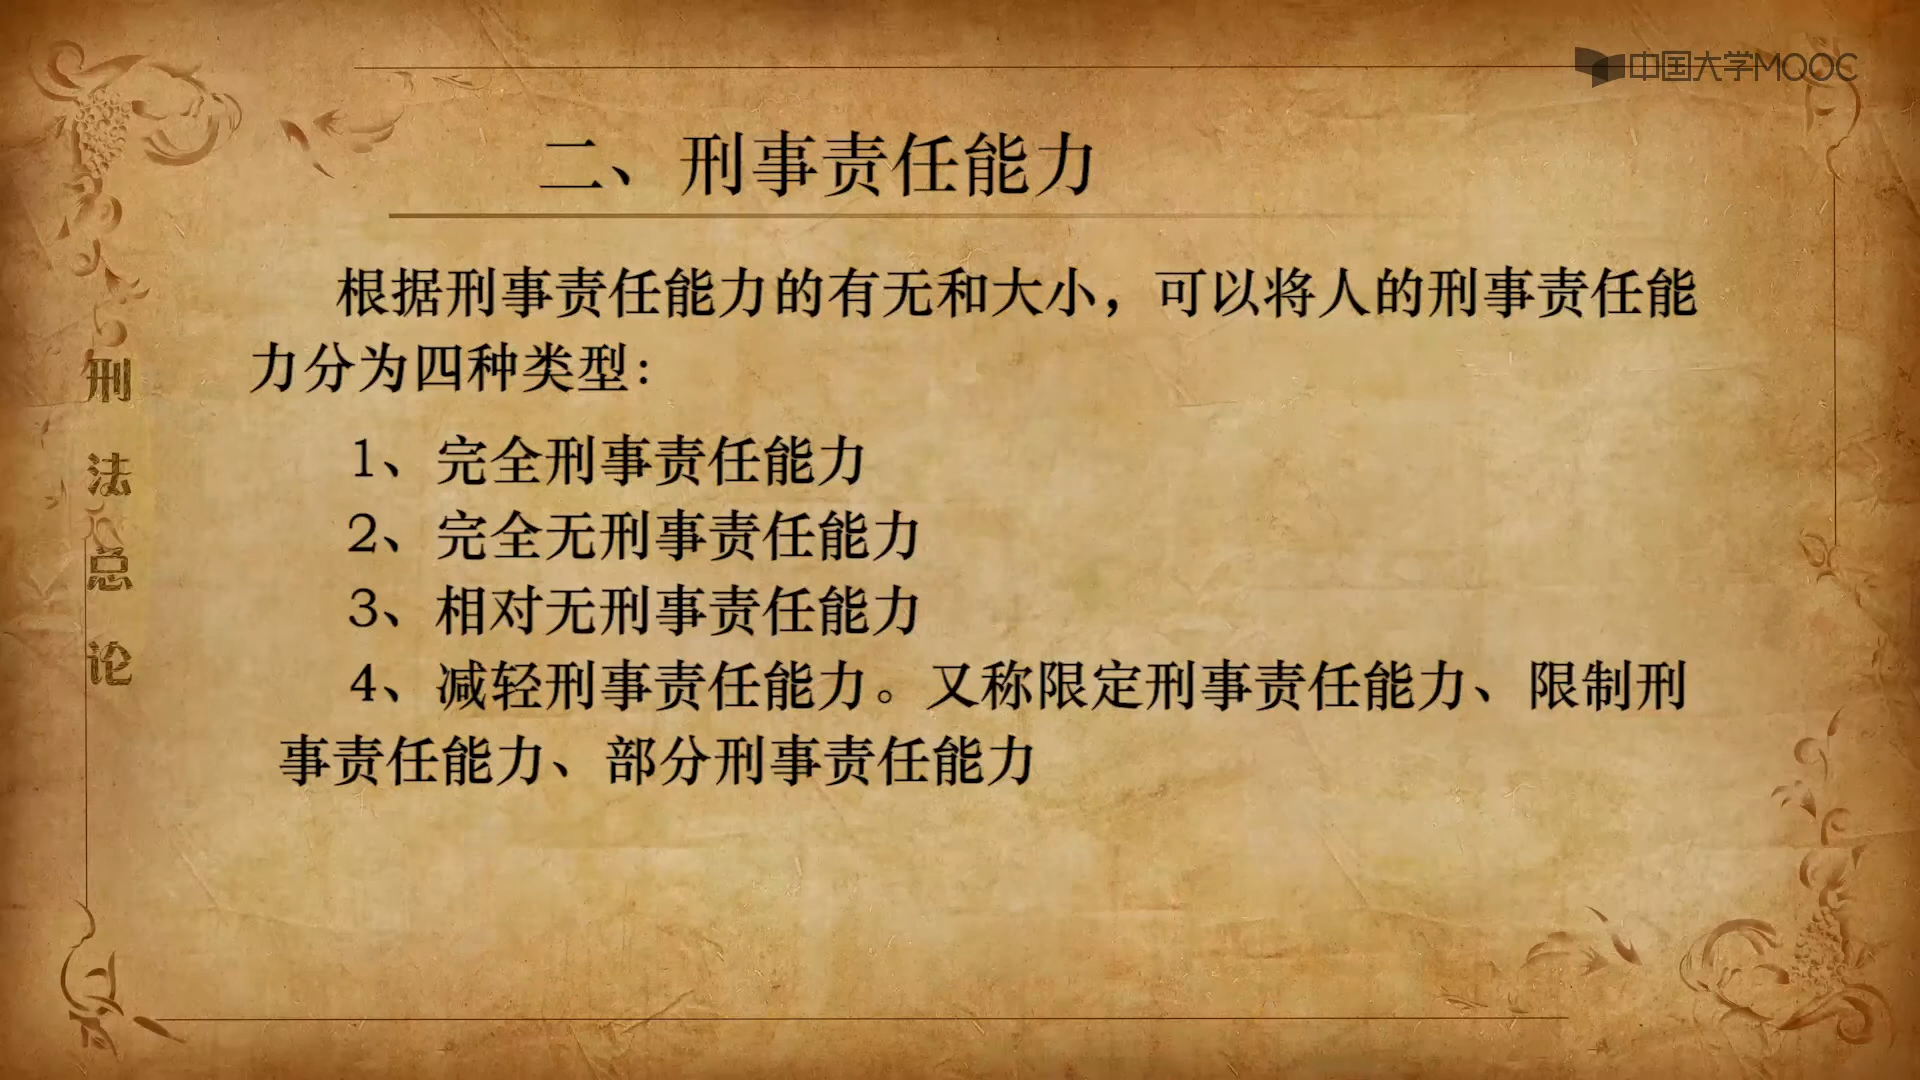 中国大学MOOC
二、刑事责任能力
根据刑事责任能力的有无和大小，可以将人的刑事责任能
力分为四种类型：
1、完全刑事责任能力
2、完全无刑事责任能力
3、相对无刑事责任能力
4、减轻刑事责任能力。又称限定刑事责任能力、限制刑
事责任能力、部分刑事责任能力
刑法总论